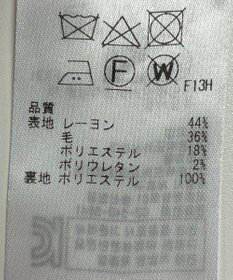 F
W
F13H
品質
表地 レーヨン 44%
毛 36%
ポリエステル 18%
ポリウレタン 2%
裏地 ポリエステル 100%